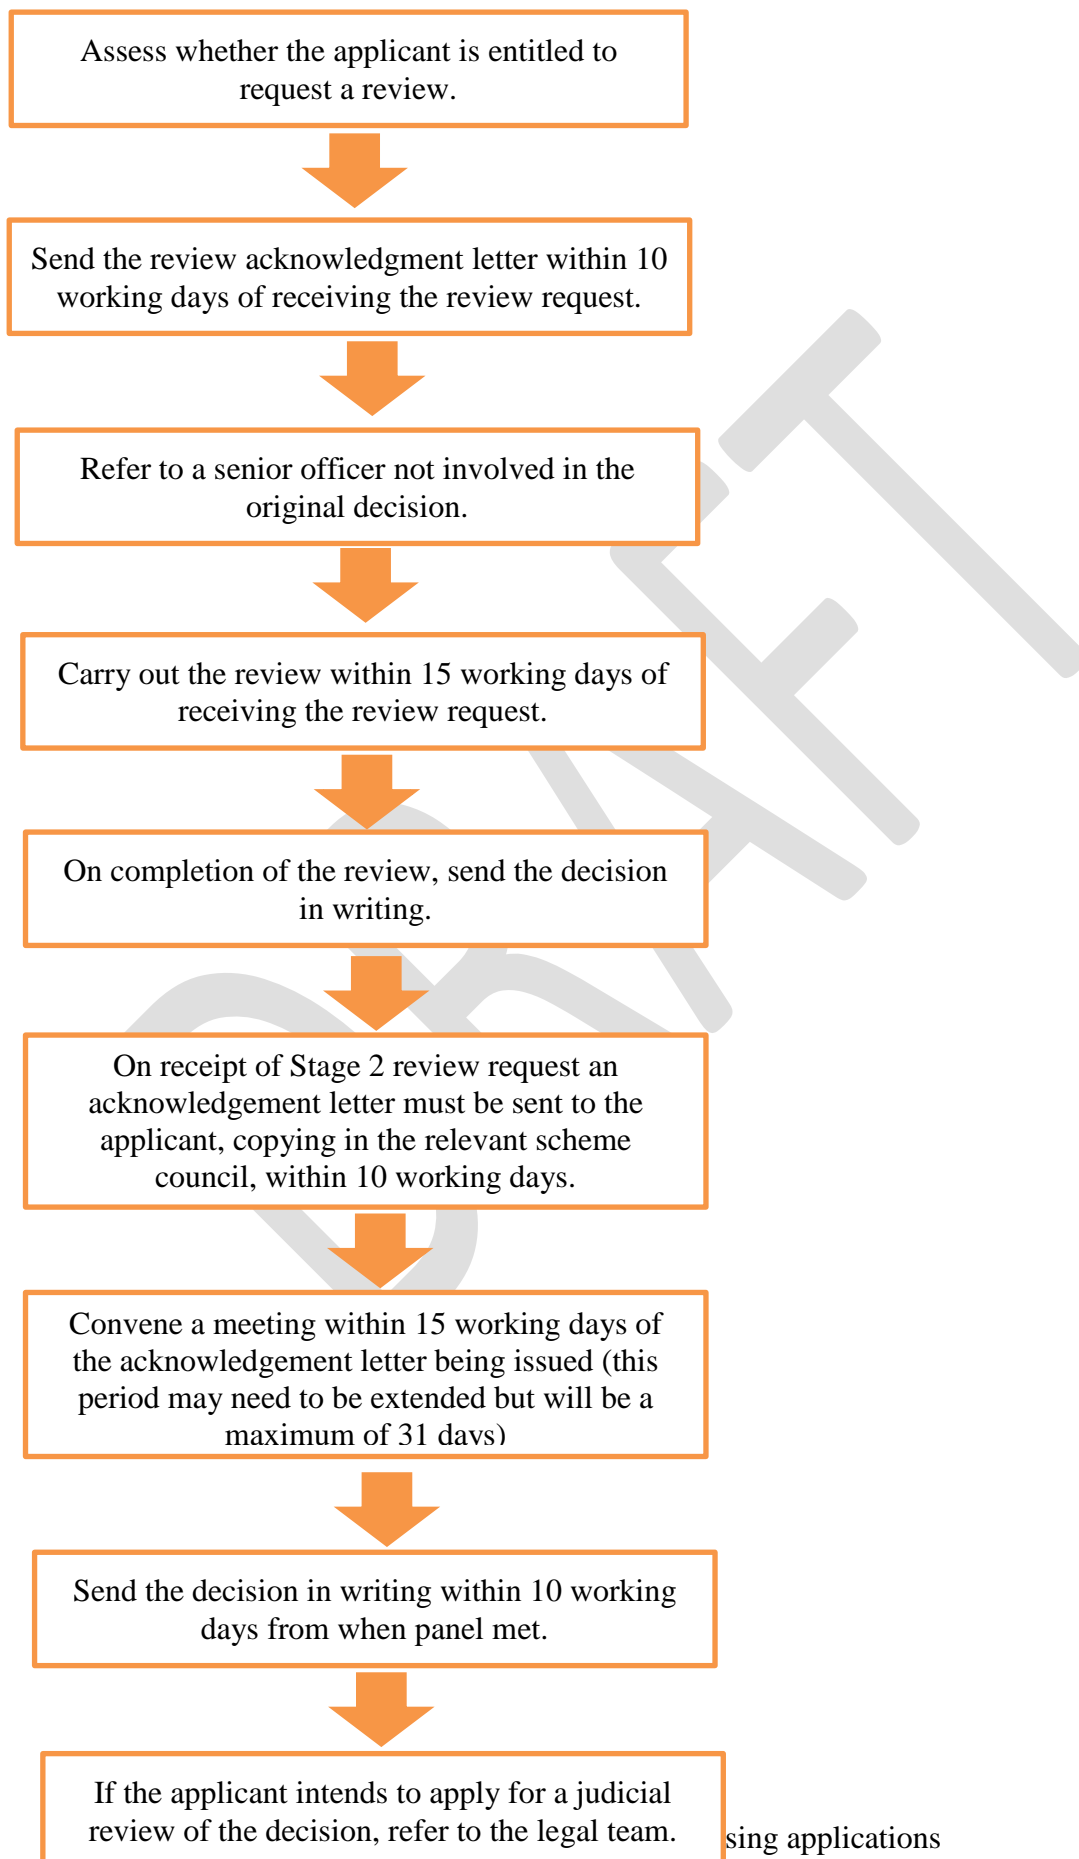 Assess whether the applicant is entitled to
request a review.
Send the review acknowledgment letter within 10
working days of receiving the review request.
Refer to a senior officer not involved in the
original decision.
Carry out the review within 15 working days of
receiving the review request.
On completion of the review, send the decision
in writing.
On receipt of Stage 2 review request an
acknowledgement letter must be sent to the
applicant, copying in the relevant scheme
council, within 10 working days.
Convene a meeting within 15 working days of
the acknowledgement letter being issued (this
period may need to be extended but will be a
maximum of 31 days)
Send the decision in writing within 10 working
days from when panel met.
If the applicant intends to apply for a judicial
review of the decision, refer to the legal team.
sing applications
DRAFT